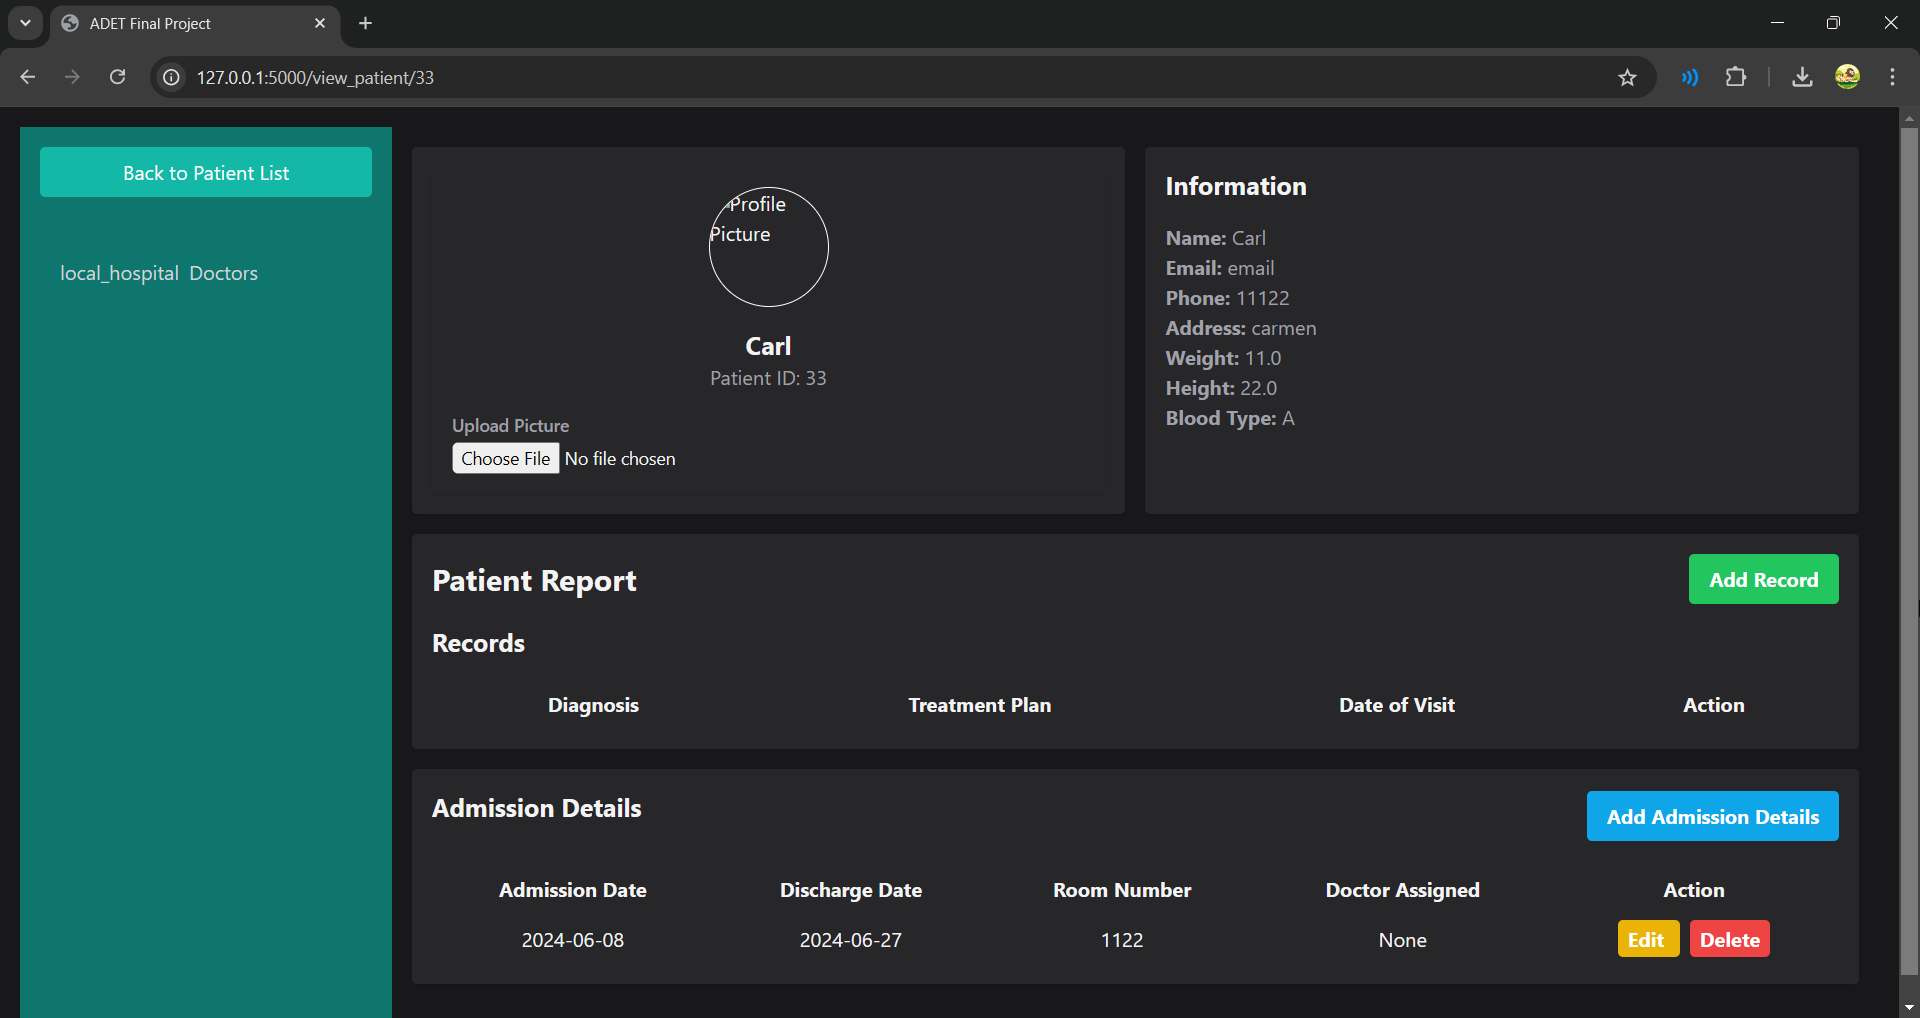 ADET Final Project
127.0.0.1:5000/view_patient/33
Back to Patient List
local_hospital Doctors
Profile
Picture
Carl
Patient ID: 33
Upload Picture
Choose File No file chosen
Information
Name: Carl
Email: email
Phone: 11122
Address: carmen
Weight: 11.0
Height: 22.0
Blood Type: A
Patient Report
Add Record
Records
Diagnosis Treatment Plan Date of Visit Action
Admission Details
Add Admission Details
Admission Date Discharge Date Room Number Doctor Assigned Action
2024-06-08 2024-06-27 1122 None Edit Delete